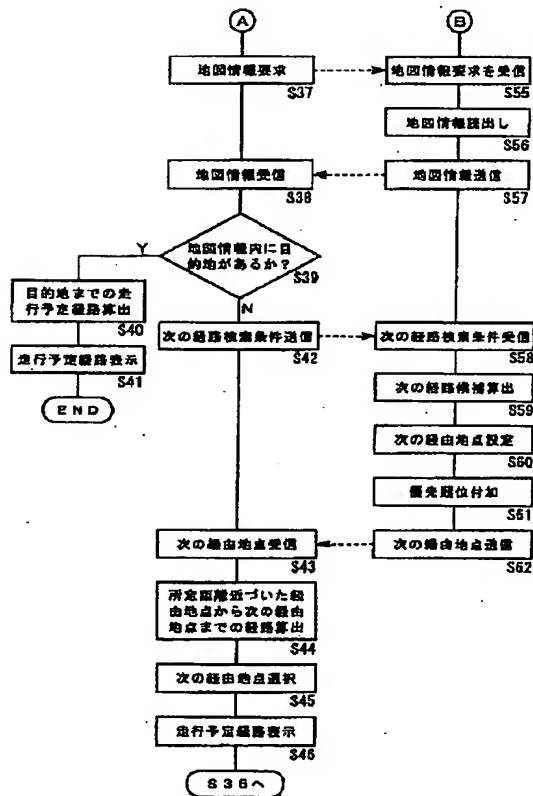 A
B
地図情報要求
S37
地図情報要求を受信
S55
地図情報読出し
S56
地図情報受信
S38
地図情報送信
S57
地図情報内に目
的地があるか?
S39
Y
N
目的地までの走
行予定経路算出
S40
走行予定経路表示
S41
END
次の経路検索条件送信
S42
次の経路検索条件受信
S58
次の経路候補算出
S59
次の経由地点設定
S60
優先順位付加
S61
次の経由地点受信
S43
次の経由地点送信
S62
所定距離近づいた経
由地点から次の経由
地点までの経路算出
S44
次の経由地点選択
S45
走行予定経路表示
S46
S36へ